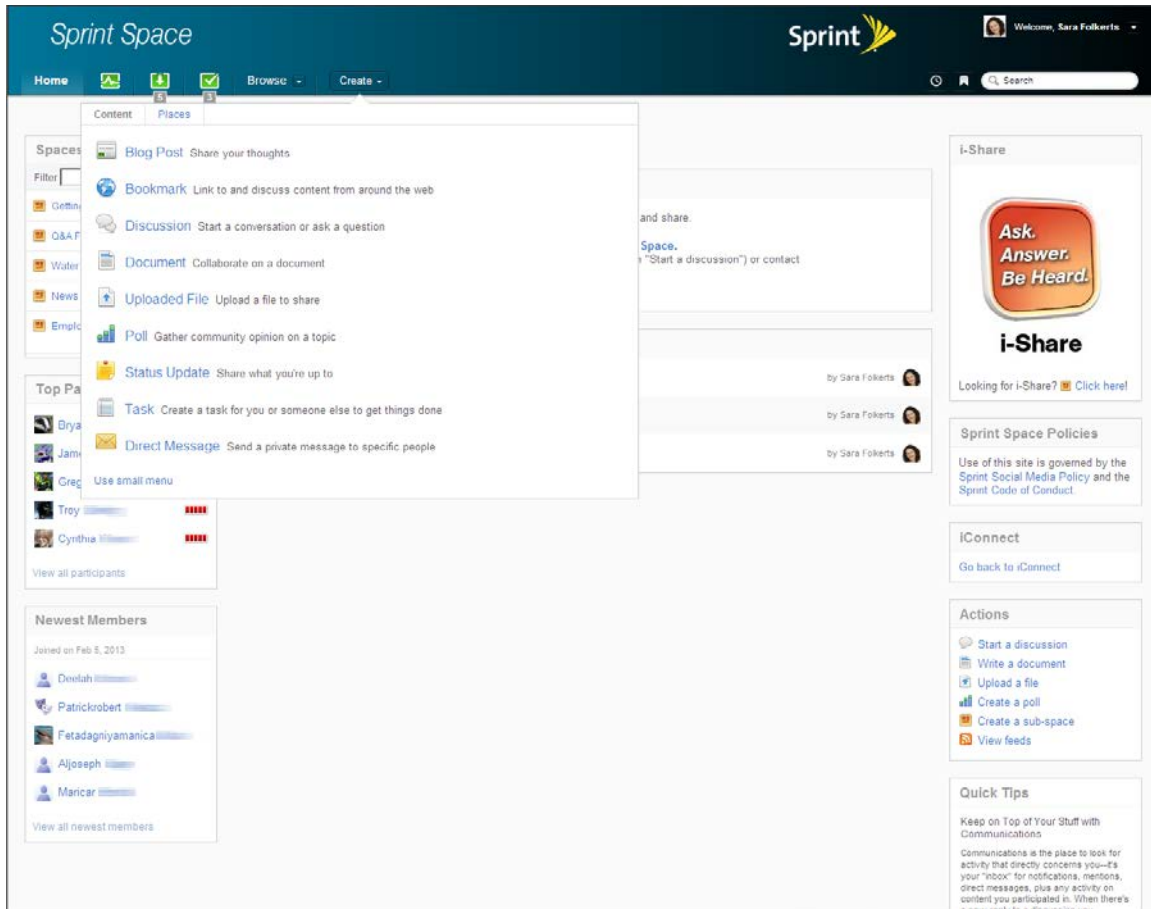 Sprint Space
Sprint
Welcome, Sara Folkerts
Home
5
3
Browse
Create
Search
Content Places
Blog Post Share your thoughts
Bookmark Link to and discuss content from around the web
Discussion Start a conversation or ask a question
Document Collaborate on a document
Uploaded File Upload a file to share
Poll Gather community opinion on a topic
Status Update Share what you're up to
Task Create a task for you or someone else to get things done
Direct Message Send a private message to specific people
Use small menu
Spaces
Filter
Q&A F
Water
News
Top Pa
Greg
Troy
Cynthia
View all participants
Newest Members
Joined on Feb 5, 2013
Deelah
Patrickrobert
Fetadagniyamanica
Aljoseph
Maricar
View all newest members
and share.
Space.
"Start a discussion") or contact
by Sara Folkerts
by Sara Folkerts
by Sara Folkerts
i-Share
Ask.
Answer.
Be Heard.
i-Share
Looking for i-Share? Click here!
Sprint Space Policies
Use of this site is governed by the
Sprint Social Media Policy and the
Sprint Code of Conduct.
iConnect
Go back to iConnect
Actions
Start a discussion
Write a document
Upload a file
Create a poll
Create a sub-space
View feeds
Quick Tips
Keep on Top of Your Stuff with
Communications
Communications is the place to look for
activity that directly concerns you--it's
your "inbox" for notifications, mentions,
direct messages, plus any activity on
content you participated in. When there's